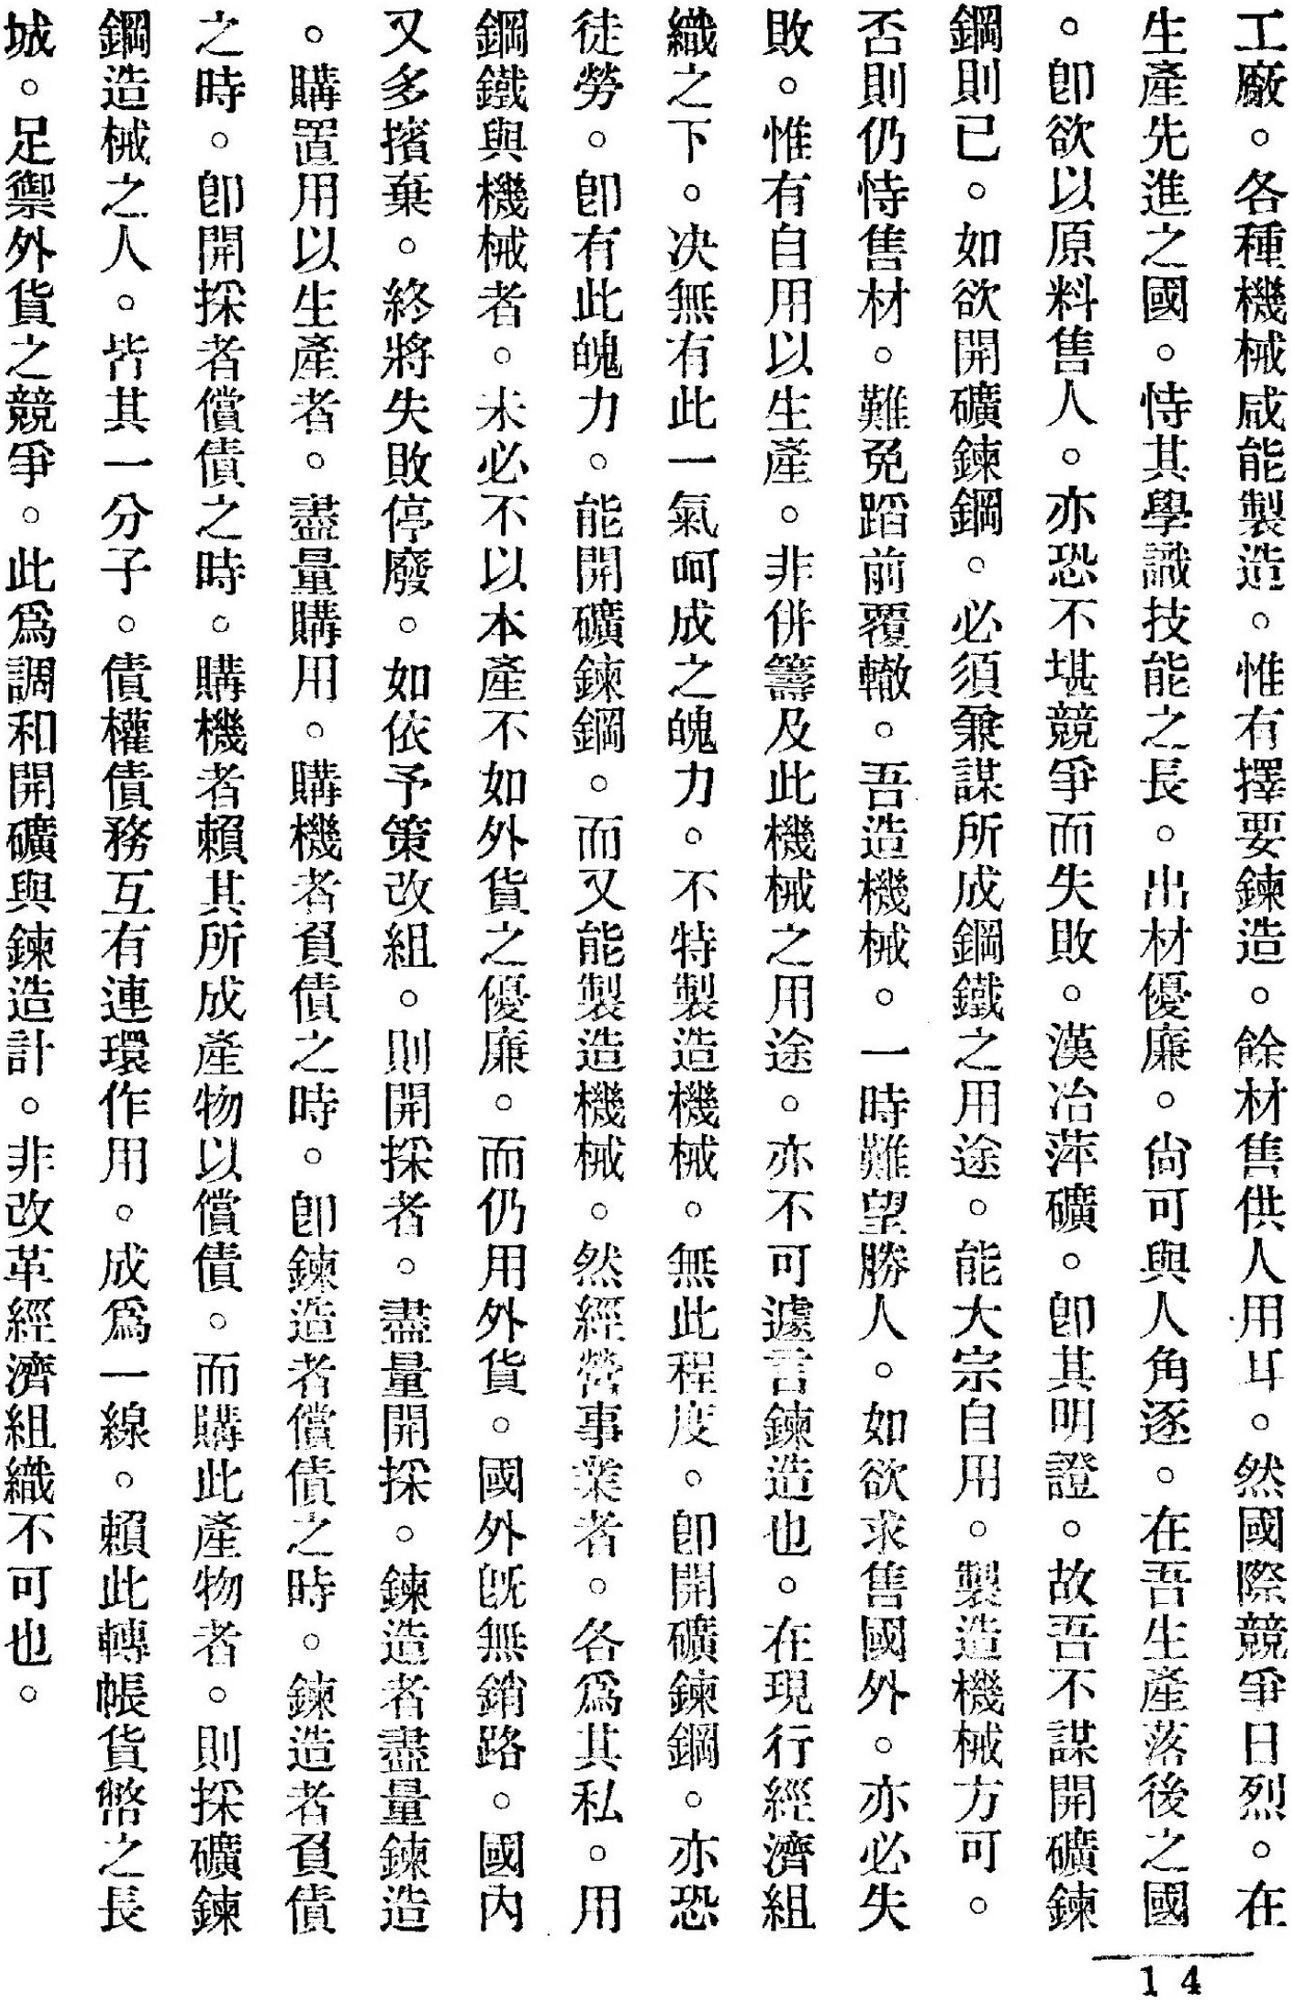 工廠。各種機械咸能製造。惟有擇要鍊造。餘材售供人用耳。然國際競爭日烈。在
生產先進之國。恃其學識技能之長。出材優廉。尙可與人角逐。在吾生產落後之國
。卽欲以原料售人。亦恐不堪競爭而失敗。漢冶萍礦。卽其明證。故吾不謀開礦鍊
鋼則已。如欲開礦鍊鋼。必須兼謀所成鋼鐵之用途。能大宗自用。製造機械方可。
否則仍恃售材。難免蹈前覆轍。吾造機械。一時難望勝人。如欲求售國外。亦必失
敗。惟有自用以生產。非併籌及此機械之用途。亦不可遽言鍊造也。在現行經濟組
織之下。决無有此一氣呵成之魄力。不特製造機械。無此程度。卽開礦鍊鋼。亦恐
徒勞。卽有此魄力。能開礦鍊鋼。而又能製造機械。然經營事業者。各爲其私。用
鋼鐵與機械者。未必不以本產不如外貨之優廉。而仍用外貨。國外旣無銷路。國內
又多擯棄。終將失敗停廢。如依予策改組。則開採者。盡量開採。鍊造者盡量鍊造
。購置用以生產者。盡量購用。購機者負債之時。卽鍊造者償債之時。鍊造者負債
之時。卽開採者償債之時。購機者賴其所成產物以償債。而購此產物者。則採礦鍊
鋼造械之人。皆其一分子。債權債務互有連環作用。成爲一線。賴此轉帳貨幣之長
城。足禦外貨之競爭。此爲調和開礦與鍊造計。非改革經濟組織不可也。
14